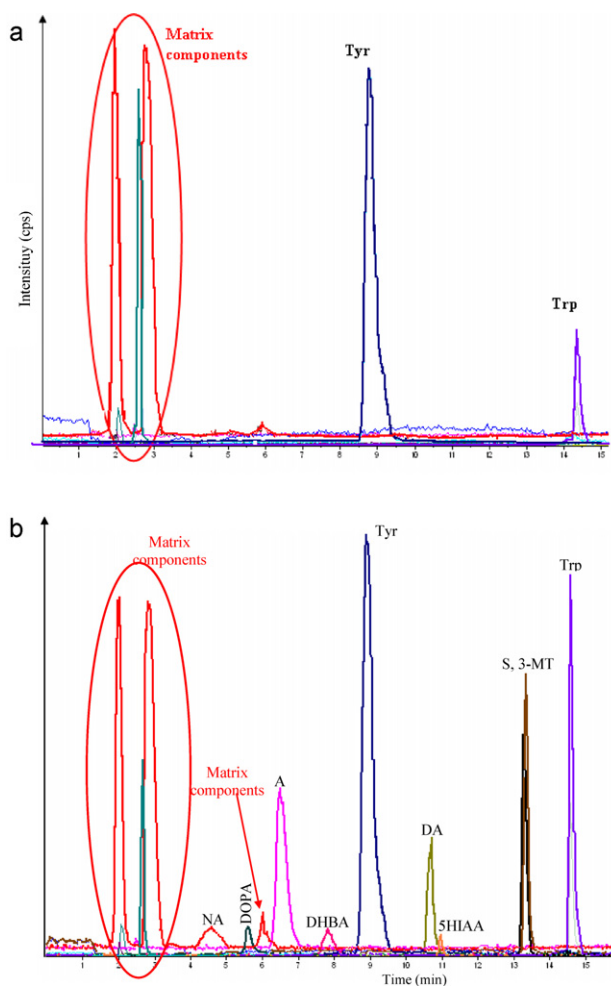 a
Matrix
components
Tyr
Trp
Intensituy (cps)
1 2 3 4 5 6 7 8 9 10 11 12 13 14 15
b
Matrix
components
Tyr
Trp
S, 3-MT
Matrix
components
A
DA
NA
DOPA
DHBA
5HIAA
1 2 3 4 5 6 7 8 9 10 11 12 13 14 15
Time (min)